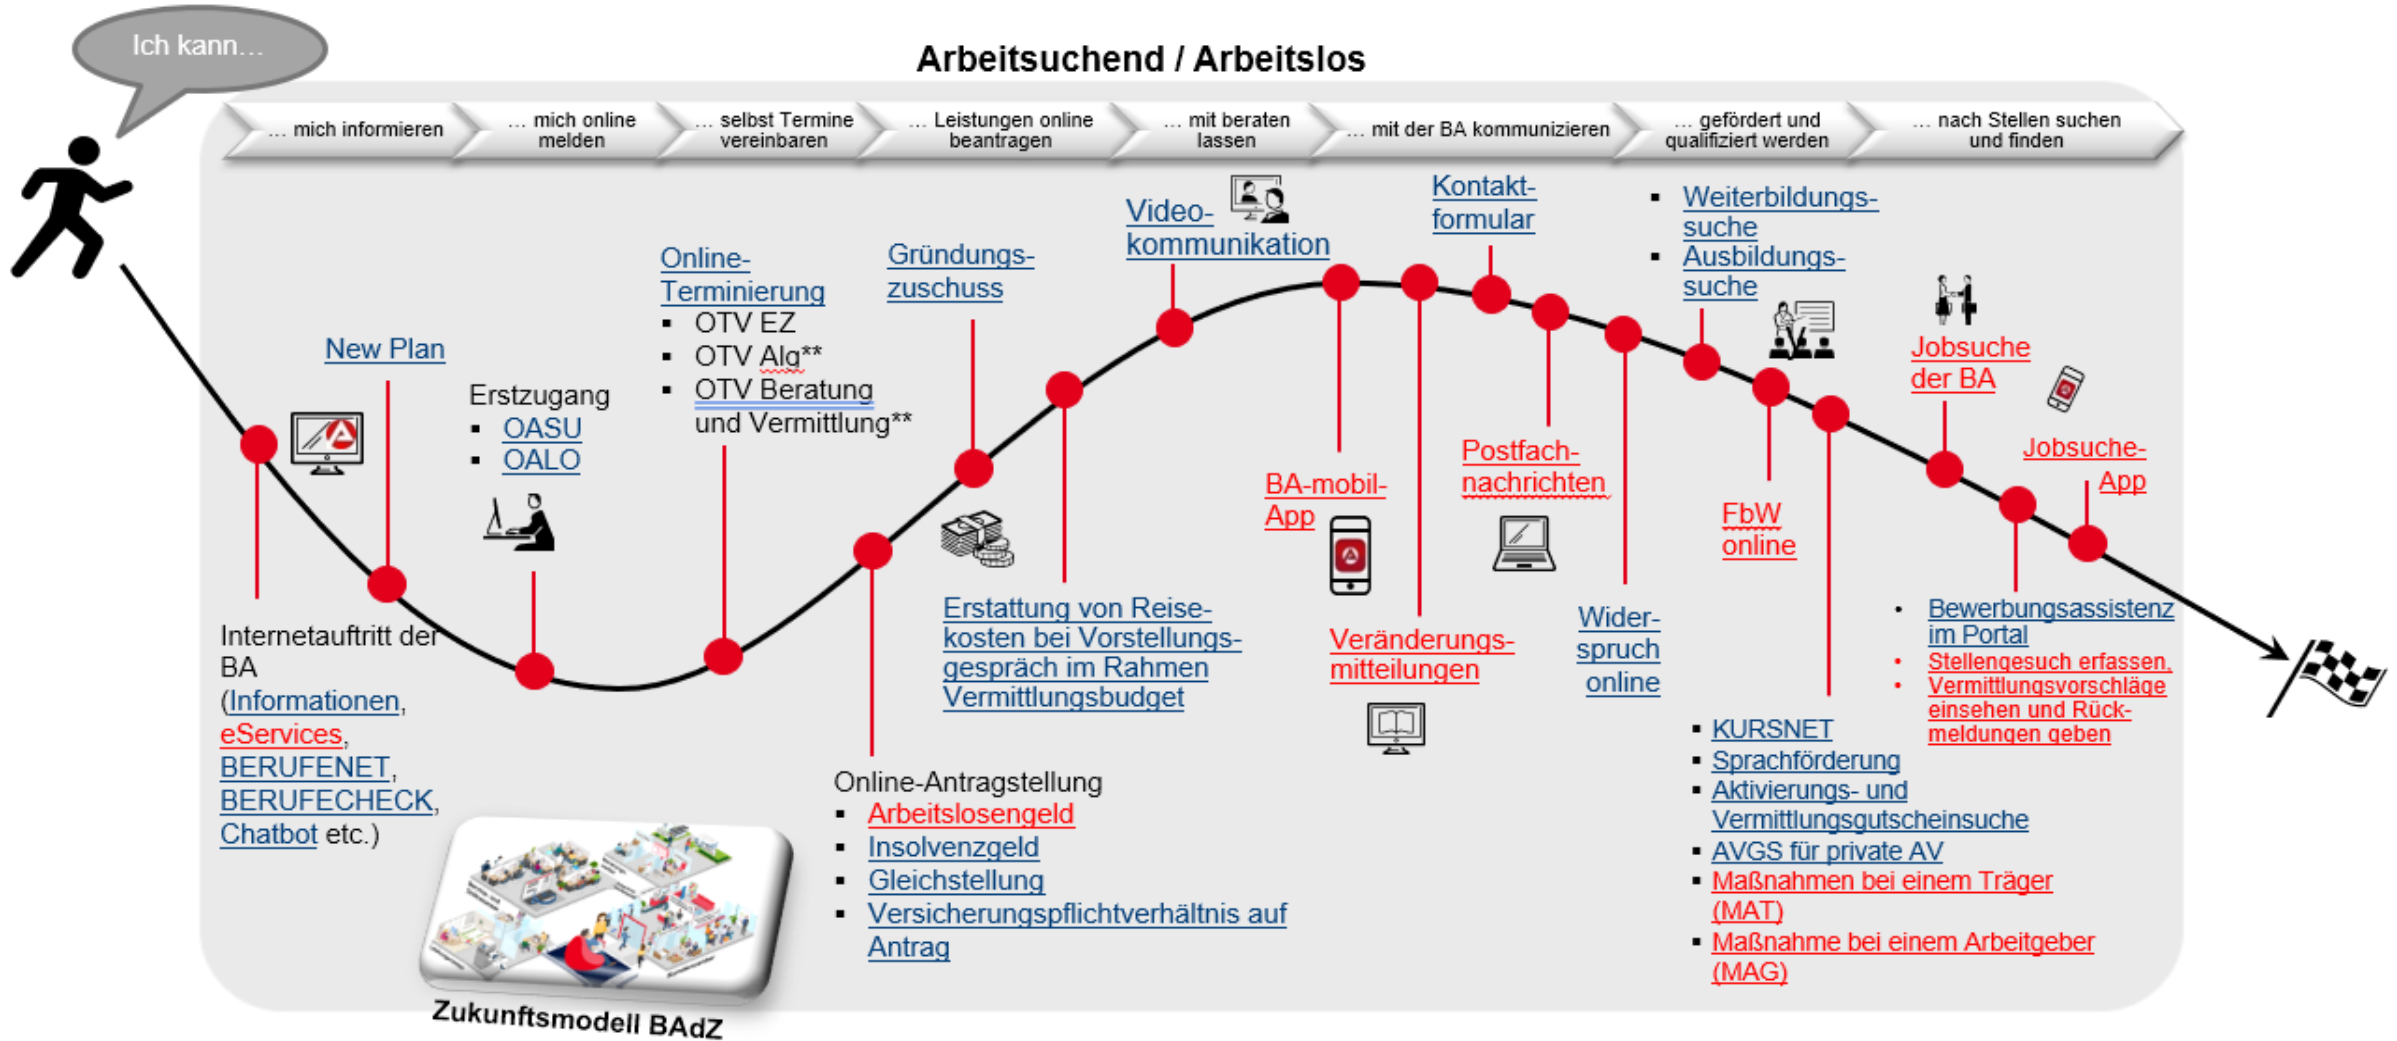 Ich kann...
Arbeitsuchend / Arbeitslos
... mich informieren
... mich online
melden
... selbst Termine
vereinbaren
... Leistungen online
beantragen
... mit beraten
lassen
... mit der BA kommunizieren
... gefördert und
qualifiziert werden
... nach Stellen suchen
und finden
Internetauftritt der
BA
(Informationen,
eServices,
BERUFENET,
BERUFECHECK,
Chatbot etc.)
New Plan
Erstzugang
▪ OASU
▪ OALO
Online-
Terminierung
▪ OTV EZ
▪ OTV Alg**
▪ OTV Beratung
und Vermittlung**
Online-Antragstellung
▪ Arbeitslosengeld
▪ Insolvenzgeld
▪ Gleichstellung
▪ Versicherungspflichtverhältnis auf
Antrag
Gründungs-
zuschuss
Erstattung von Reise-
kosten bei Vorstellungs-
gespräch im Rahmen
Vermittlungsbudget
Video-
kommunikation
BA-mobil-
App
Veränderungs-
mitteilungen
Kontakt-
formular
Postfach-
nachrichten
Wider-
spruch
online
▪ Weiterbildungs-
suche
▪ Ausbildungs-
suche
FbW
online
▪ KURSNET
▪ Sprachförderung
▪ Aktivierungs- und
Vermittlungsgutscheinsuche
▪ AVGS für private AV
▪ Maßnahmen bei einem Träger
(MAT)
▪ Maßnahme bei einem Arbeitgeber
(MAG)
Jobsuche
der BA
• Bewerbungsassistenz
im Portal
• Stellengesuch erfassen,
• Vermittlungsvorschläge
einsehen und Rück-
meldungen geben
Jobsuche-
App
Zukunftsmodell BAdZ